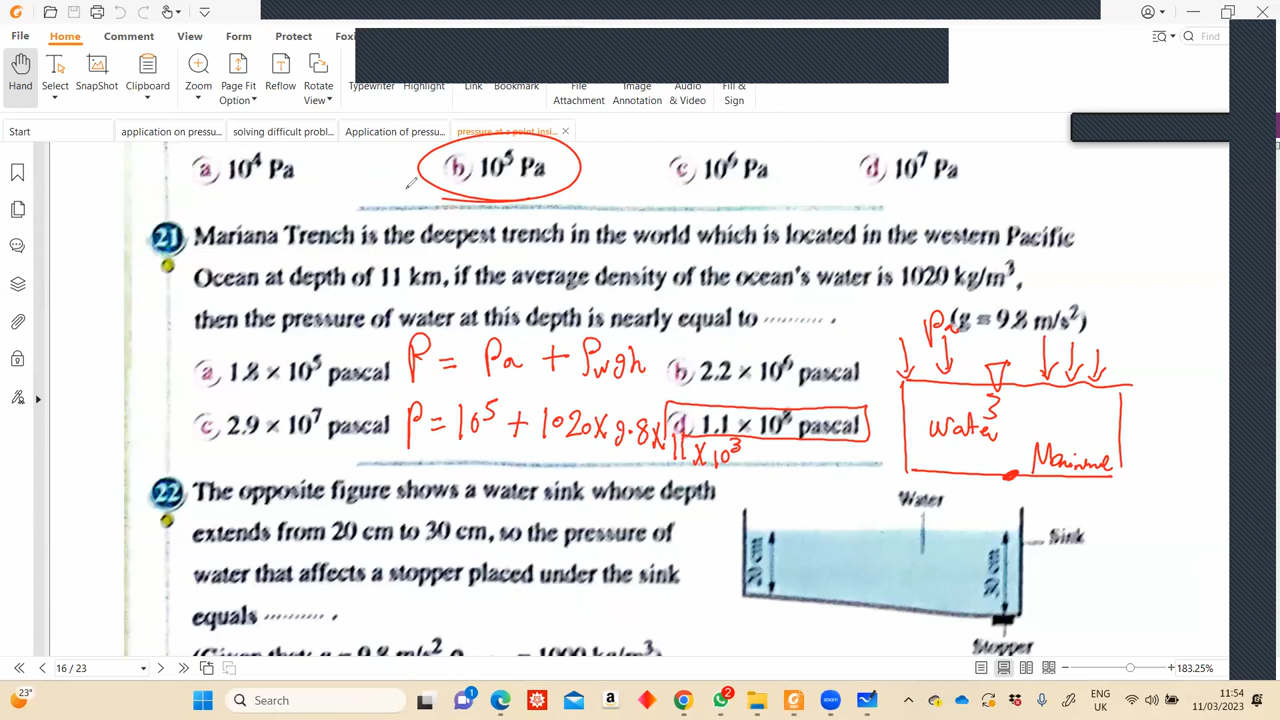 File Home Comment View Form Protect
Find
Hand Select SnapShot Clipboard Zoom Page Fit Option Reflow Rotate View Typewriter Highlight Link Bookmark File Attachment Image Annotation Audio & Video Fill & Sign
Start application on pressu... solving difficult probl... Application of pressu... pressure at a point insi...
a 10⁴ Pa b 10⁵ Pa c 10⁶ Pa d 10⁷ Pa
21 Mariana Trench is the deepest trench in the world which is located in the western Pacific
Ocean at depth of 11 km, if the average density of the ocean's water is 1020 kg/m³,
then the pressure of water at this depth is nearly equal to .......... . (g = 9.8 m/s²)
Pa
a 1.8 × 10⁵ pascal P = Pa + ρwgh b 2.2 × 10⁶ pascal
c 2.9 × 10⁷ pascal P = 10⁵ + 1020 x 9.8 x d 1.1 × 10⁸ pascal
11 x 10³
water
22 The opposite figure shows a water sink whose depth
extends from 20 cm to 30 cm, so the pressure of
water that affects a stopper placed under the sink
equals .......... .
Water
Sink
20 cm
30 cm
Stopper
16 / 23
183.25%
23°
Search
1
2
zoom
ENG
UK
11:54
11/03/2023